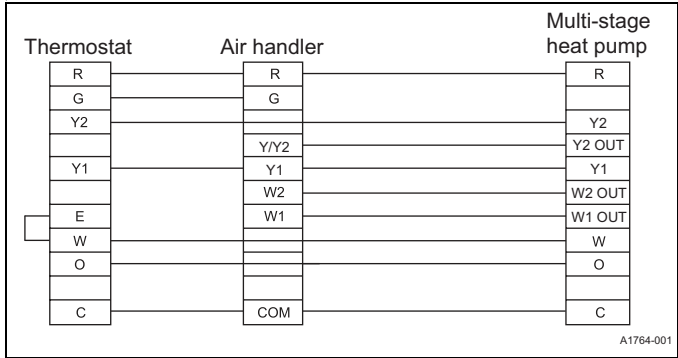 Multi-stage
Thermostat Air handler heat pump
R R R
G G
Y2 Y2
Y/Y2 Y2 OUT
Y1 Y1 Y1
W2 W2 OUT
E W1 W1 OUT
W W
O O
C COM C
A1764-001